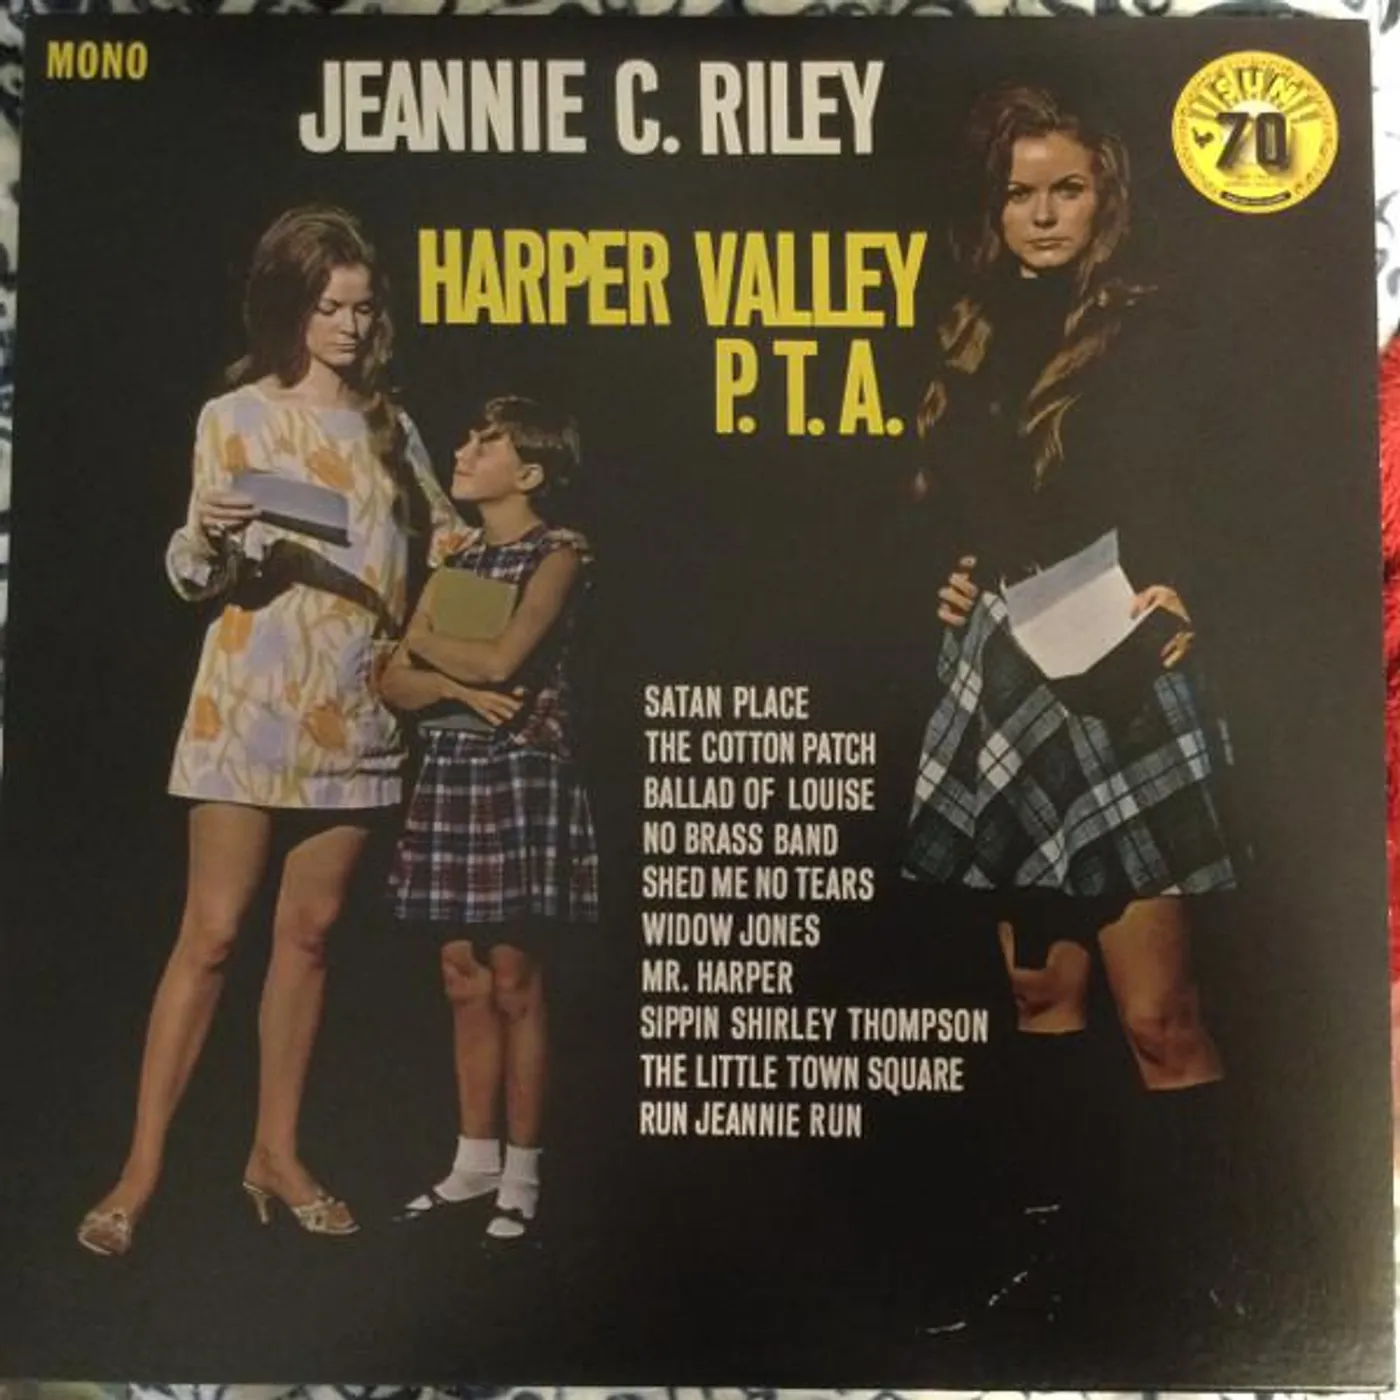 MONO
JEANNIE C. RILEY
SUN
70
HARPER VALLEY
P.T.A.
SATAN PLACE
THE COTTON PATCH
BALLAD OF LOUISE
NO BRASS BAND
SHED ME NO TEARS
WIDOW JONES
MR. HARPER
SIPPIN SHIRLEY THOMPSON
THE LITTLE TOWN SQUARE
RUN JEANNIE RUN